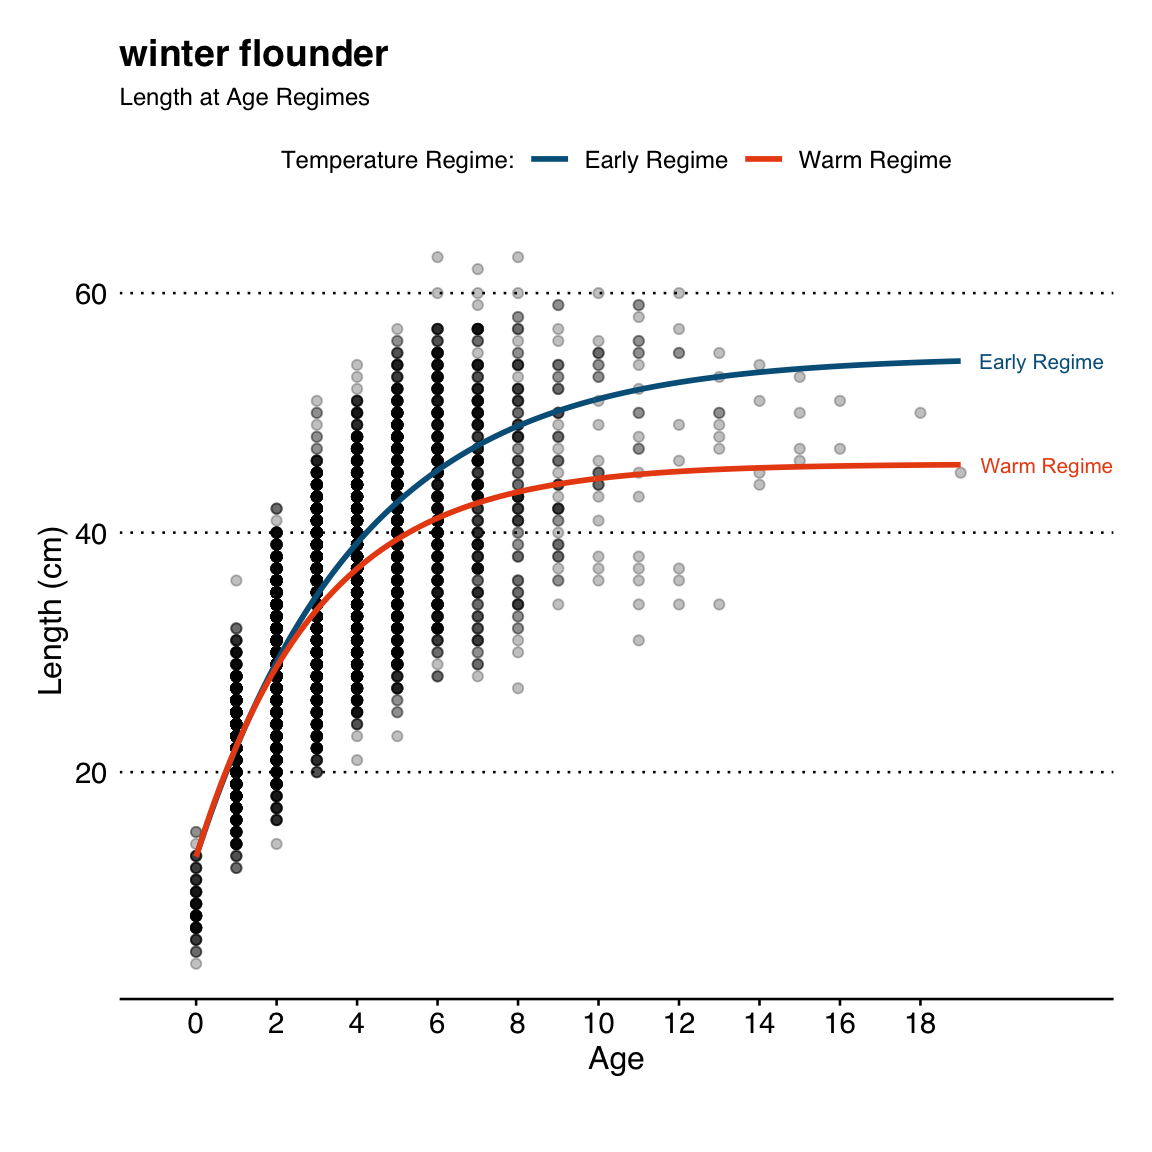 winter flounder
Length at Age Regimes
Temperature Regime: Early Regime Warm Regime
60
40
20
Length (cm)
Early Regime
Warm Regime
0 2 4 6 8 10 12 14 16 18
Age